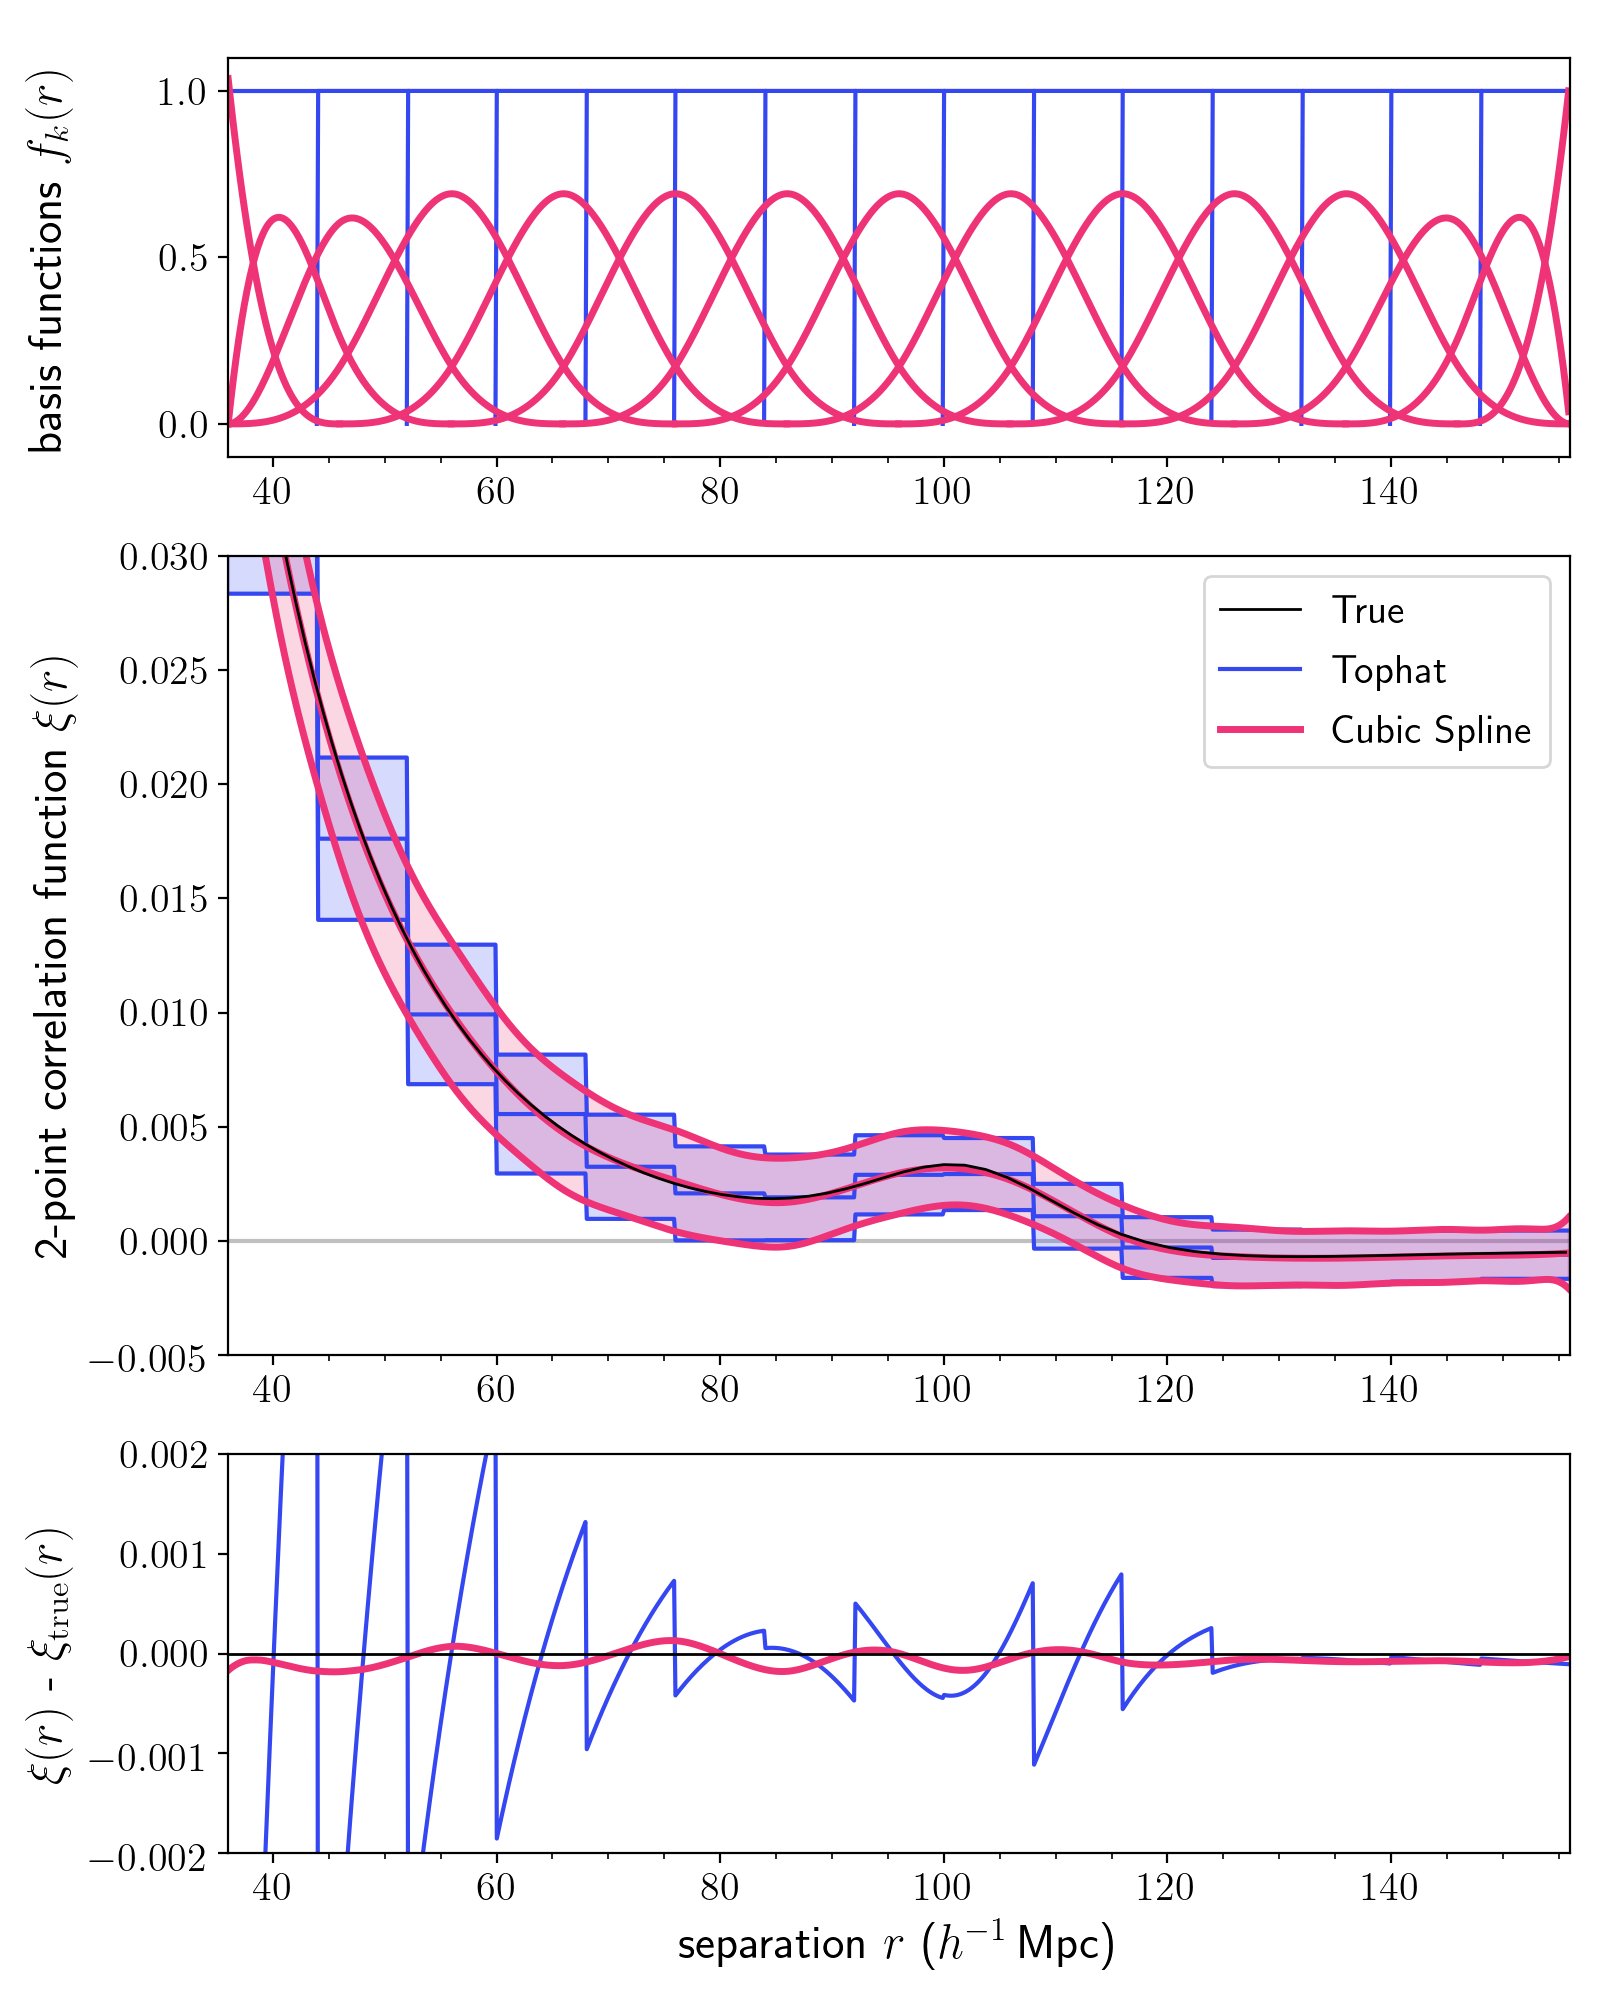 basis functions f_k(r)
1.0
0.5
0.0
40 60 80 100 120 140
2-point correlation function ξ(r)
0.030
0.025
0.020
0.015
0.010
0.005
0.000
−0.005
True
Tophat
Cubic Spline
40 60 80 100 120 140
ξ(r) - ξ_true(r)
0.002
0.001
0.000
−0.001
−0.002
40 60 80 100 120 140
separation r (h⁻¹ Mpc)